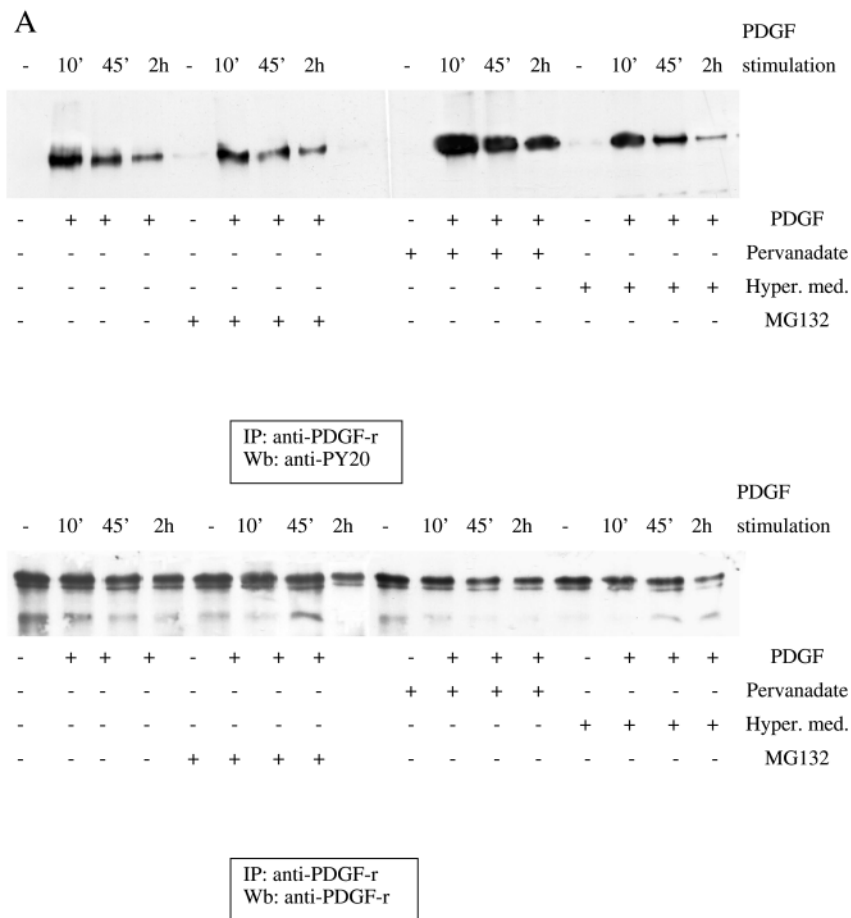 A
PDGF
- 10’ 45’ 2h - 10’ 45’ 2h - 10’ 45’ 2h - 10’ 45’ 2h stimulation
- + + + - + + + - + + + - + + + PDGF
- - - - - - - - + + + + - - - - Pervanadate
- - - - - - - - - - - - + + + + Hyper. med.
- - - - + + + + - - - - - - - - MG132
IP: anti-PDGF-r
Wb: anti-PY20
PDGF
- 10’ 45’ 2h - 10’ 45’ 2h - 10’ 45’ 2h - 10’ 45’ 2h stimulation
- + + + - + + + - + + + - + + + PDGF
- - - - - - - - + + + + - - - - Pervanadate
- - - - - - - - - - - - + + + + Hyper. med.
- - - - + + + + - - - - - - - - MG132
IP: anti-PDGF-r
Wb: anti-PDGF-r